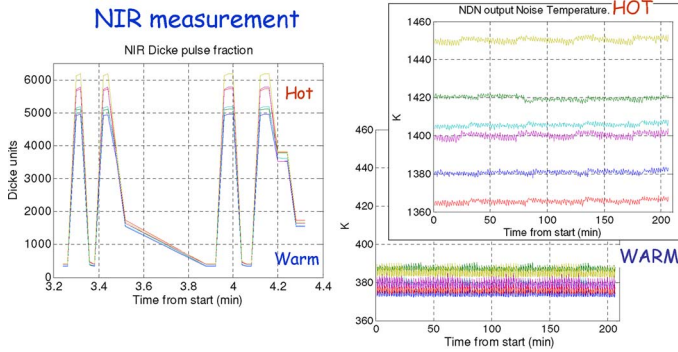 NIR measurement
NIR Dicke pulse fraction
Dicke units
6000
5000
4000
3000
2000
1000
0
3.2
3.4
3.6
3.8
4
4.2
4.4
Time from start (min)
Hot
Warm
NDN output Noise Temperature.
HOT
K
1460
1440
1420
1400
1380
1360
0
50
100
150
200
Time from start (min)
WARM
K
460
440
420
400
380
360
0
50
100
150
200
Time from start (min)